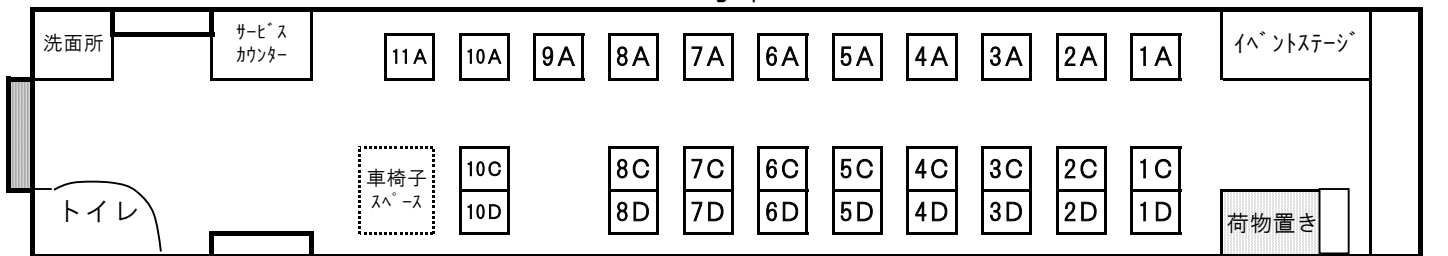 洗面所
ｻｰﾋﾞｽ
ｶｳﾝﾀｰ
11A 10A 9A 8A 7A 6A 5A 4A 3A 2A 1A
ｲﾍﾞﾝﾄｽﾃｰｼﾞ
車椅子
ｽﾍﾟｰｽ
10C 8C 7C 6C 5C 4C 3C 2C 1C
10D 8D 7D 6D 5D 4D 3D 2D 1D
トイレ
荷物置き